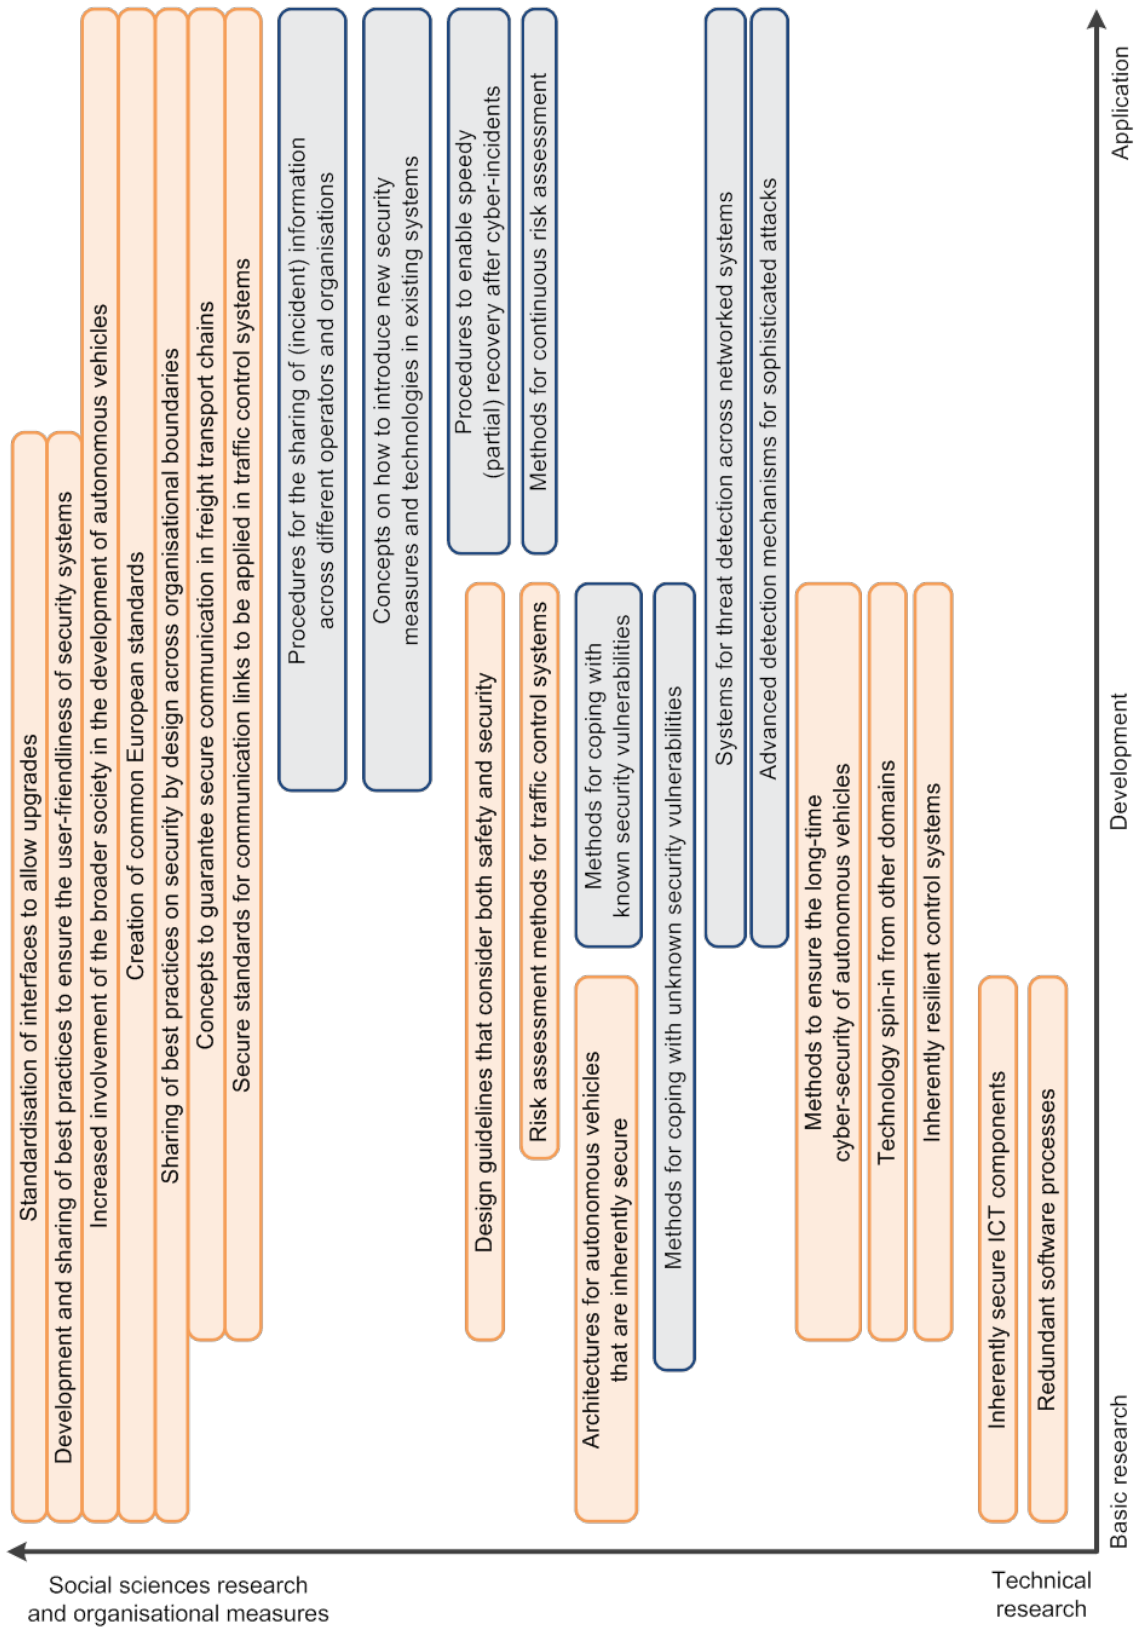 Standardisation of interfaces to allow upgrades
Development and sharing of best practices to ensure the user-friendliness of security systems
Increased involvement of the broader society in the development of autonomous vehicles
Creation of common European standards
Sharing of best practices on security by design across organisational boundaries
Concepts to guarantee secure communication in freight transport chains
Secure standards for communication links to be applied in traffic control systems
Procedures for the sharing of (incident) information
across different operators and organisations
Concepts on how to introduce new security
measures and technologies in existing systems
Procedures to enable speedy
(partial) recovery after cyber-incidents
Methods for continuous risk assessment
Design guidelines that consider both safety and security
Risk assessment methods for traffic control systems
Methods for coping with
known security vulnerabilities
Architectures for autonomous vehicles
that are inherently secure
Methods for coping with unknown security vulnerabilities
Systems for threat detection across networked systems
Advanced detection mechanisms for sophisticated attacks
Methods to ensure the long-time
cyber-security of autonomous vehicles
Technology spin-in from other domains
Inherently resilient control systems
Inherently secure ICT components
Redundant software processes
Basic research
Development
Application
Social sciences research
and organisational measures
Technical
research